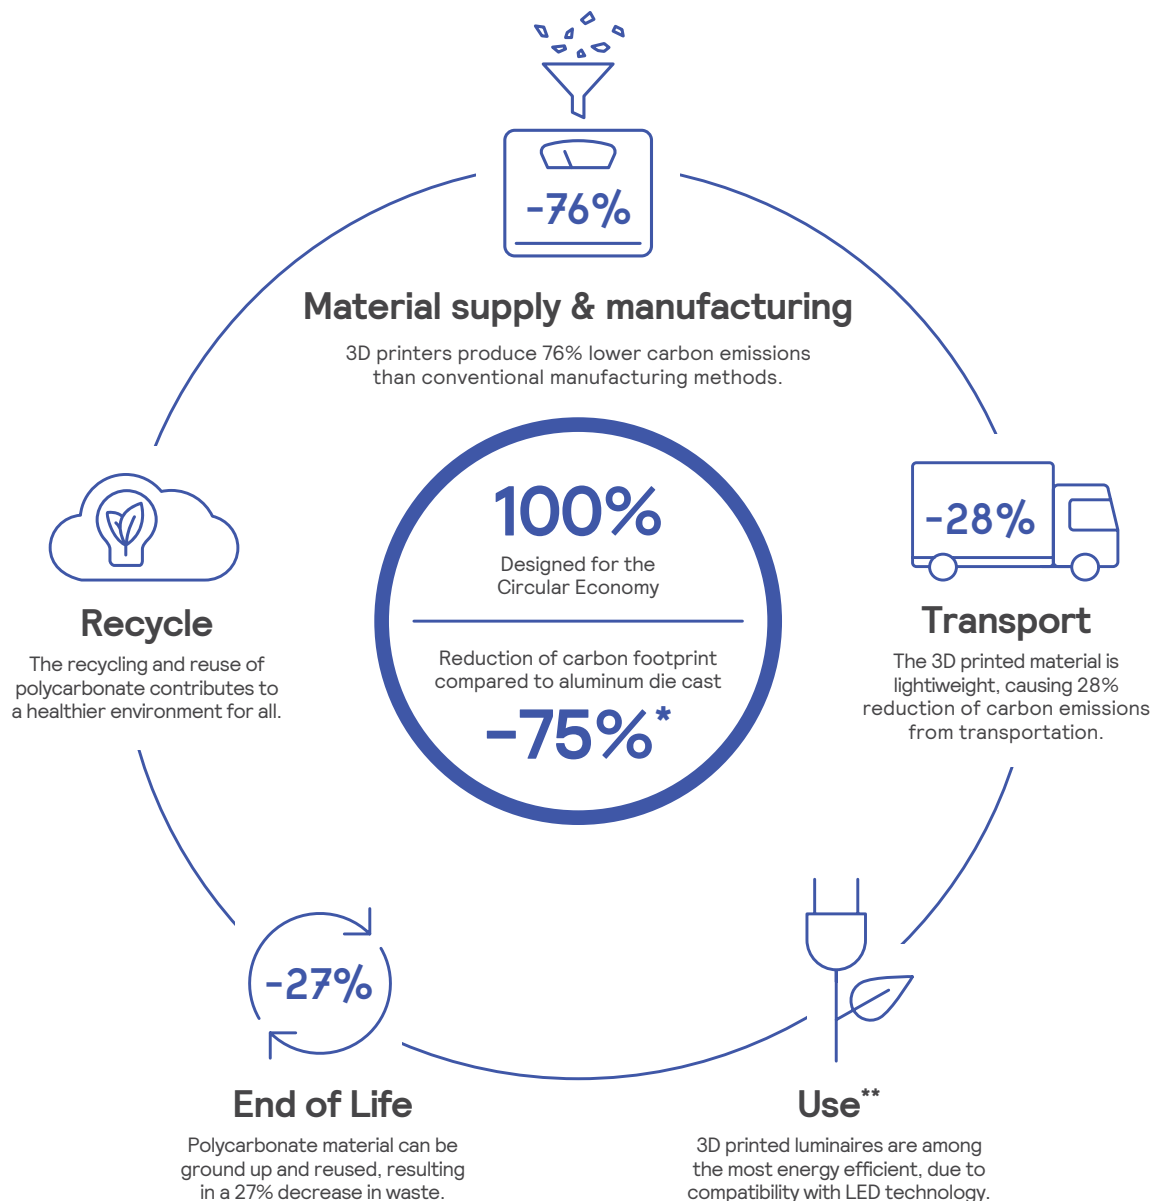 -76%
Material supply & manufacturing
3D printers produce 76% lower carbon emissions
than conventional manufacturing methods.
100%
Designed for the
Circular Economy
Reduction of carbon footprint
compared to aluminum die cast
-75%*
-28%
Transport
The 3D printed material is
lightiweight, causing 28%
reduction of carbon emissions
from transportation.
Recycle
The recycling and reuse of
polycarbonate contributes to
a healthier environment for all.
-27%
End of Life
Polycarbonate material can be
ground up and reused, resulting
in a 27% decrease in waste.
Use**
3D printed luminaires are among
the most energy efficient, due to
compatibility with LED technology.